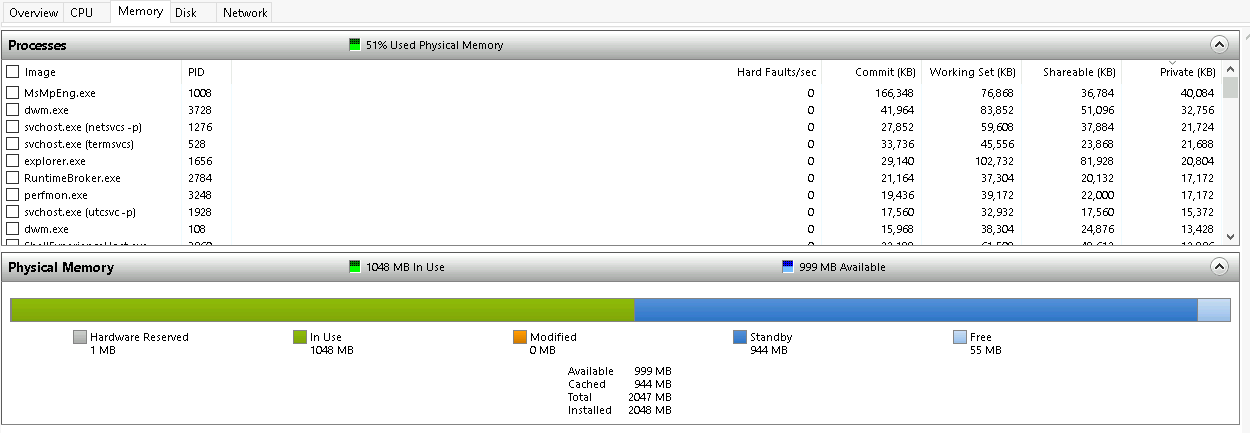 Overview CPU Memory Disk Network
Processes 51% Used Physical Memory
Image PID Hard Faults/sec Commit (KB) Working Set (KB) Shareable (KB) Private (KB)
MsMpEng.exe 1008 0 166,348 76,868 36,784 40,084
dwm.exe 3728 0 41,964 83,852 51,096 32,756
svchost.exe (netsvcs -p) 1276 0 27,852 59,608 37,884 21,724
svchost.exe (termsvcs) 528 0 33,736 45,556 23,868 21,688
explorer.exe 1656 0 29,140 102,732 81,928 20,804
RuntimeBroker.exe 2784 0 21,164 37,304 20,132 17,172
perfmon.exe 3248 0 19,436 39,172 22,000 17,172
svchost.exe (utcsvc -p) 1928 0 17,560 32,932 17,560 15,372
dwm.exe 108 0 15,968 38,304 24,876 13,428
Physical Memory 1048 MB In Use 999 MB Available
Hardware Reserved In Use Modified Standby Free
1 MB 1048 MB 0 MB 944 MB 55 MB
Available 999 MB
Cached 944 MB
Total 2047 MB
Installed 2048 MB